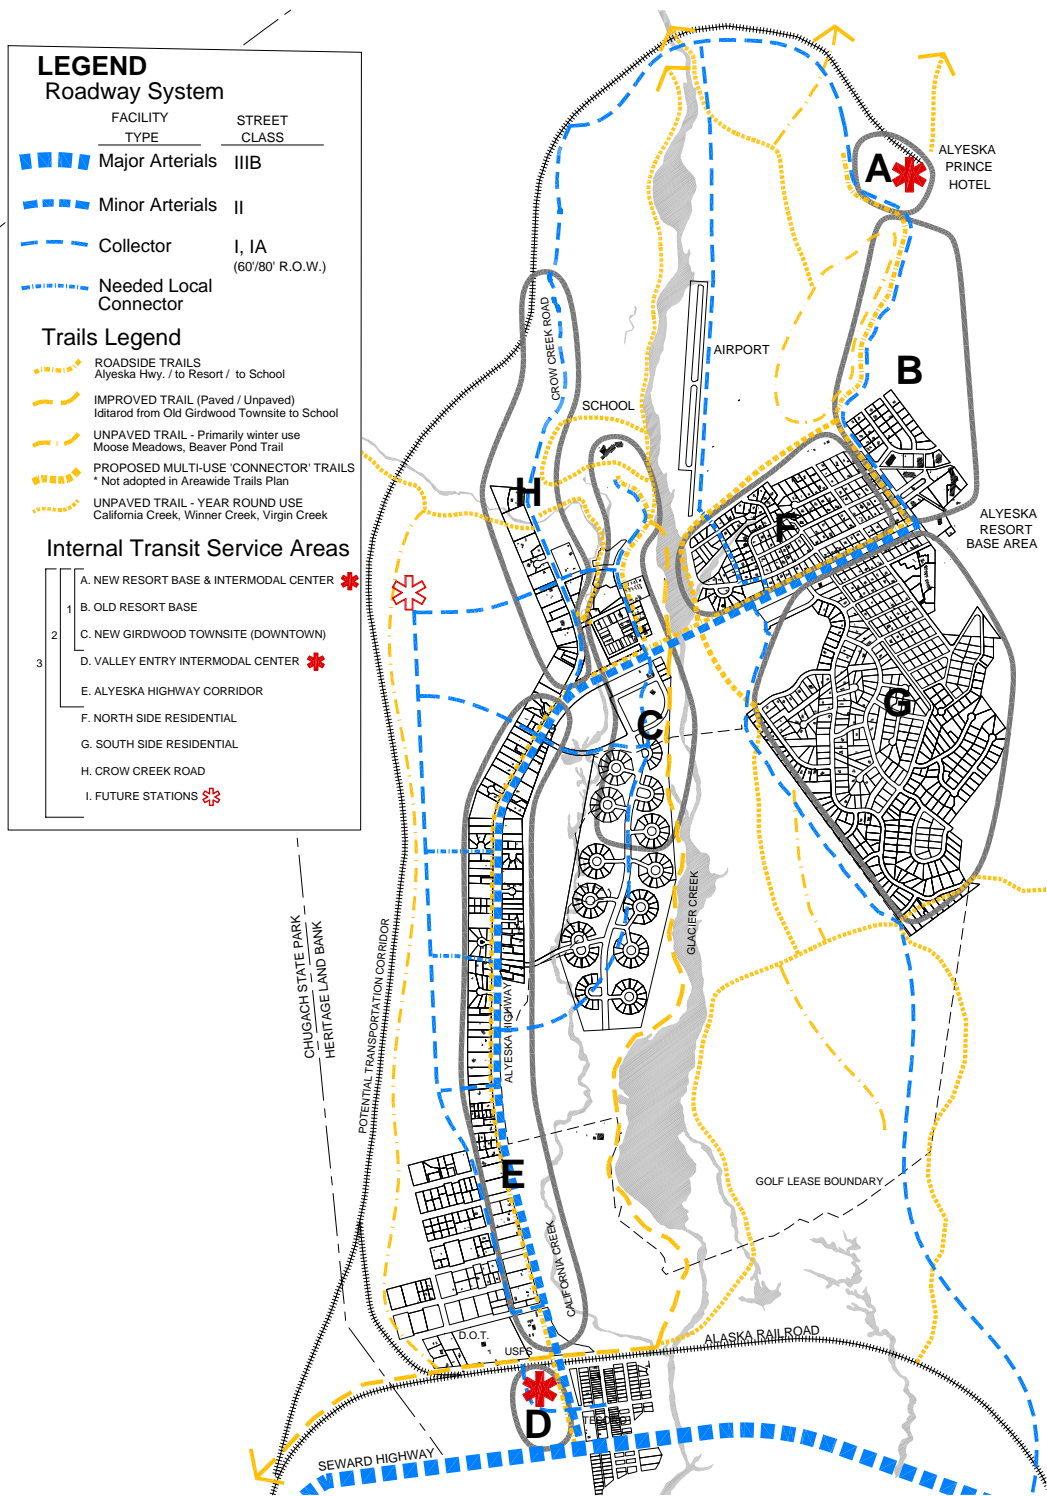 LEGEND
Roadway System
FACILITY TYPE
STREET CLASS
Major Arterials IIIB
Minor Arterials II
Collector I, IA
(60'/80' R.O.W.)
Needed Local
Connector
Trails Legend
ROADSIDE TRAILS
Alyeska Hwy. / to Resort / to School
IMPROVED TRAIL (Paved / Unpaved)
Iditarod from Old Girdwood Townsite to School
UNPAVED TRAIL - Primarily winter use
Moose Meadows, Beaver Pond Trail
PROPOSED MULTI-USE 'CONNECTOR' TRAILS
* Not adopted in Areawide Trails Plan
UNPAVED TRAIL - YEAR ROUND USE
California Creek, Winner Creek, Virgin Creek
Internal Transit Service Areas
A. NEW RESORT BASE & INTERMODAL CENTER
1
B. OLD RESORT BASE
2
C. NEW GIRDWOOD TOWNSITE (DOWNTOWN)
3
D. VALLEY ENTRY INTERMODAL CENTER
E. ALYESKA HIGHWAY CORRIDOR
F. NORTH SIDE RESIDENTIAL
G. SOUTH SIDE RESIDENTIAL
H. CROW CREEK ROAD
I. FUTURE STATIONS
A
ALYESKA
PRINCE
HOTEL
B
CROW CREEK ROAD
AIRPORT
SCHOOL
H
F
ALYESKA
RESORT
BASE AREA
G
C
GLACIER CREEK
CHUGACH STATE PARK
HERITAGE LAND BANK
POTENTIAL TRANSPORTATION CORRIDOR
ALYESKA HIGHWAY
E
GOLF LEASE BOUNDARY
CALIFORNIA CREEK
D.O.T.
USFS
ALASKA RAILROAD
D
SEWARD HIGHWAY